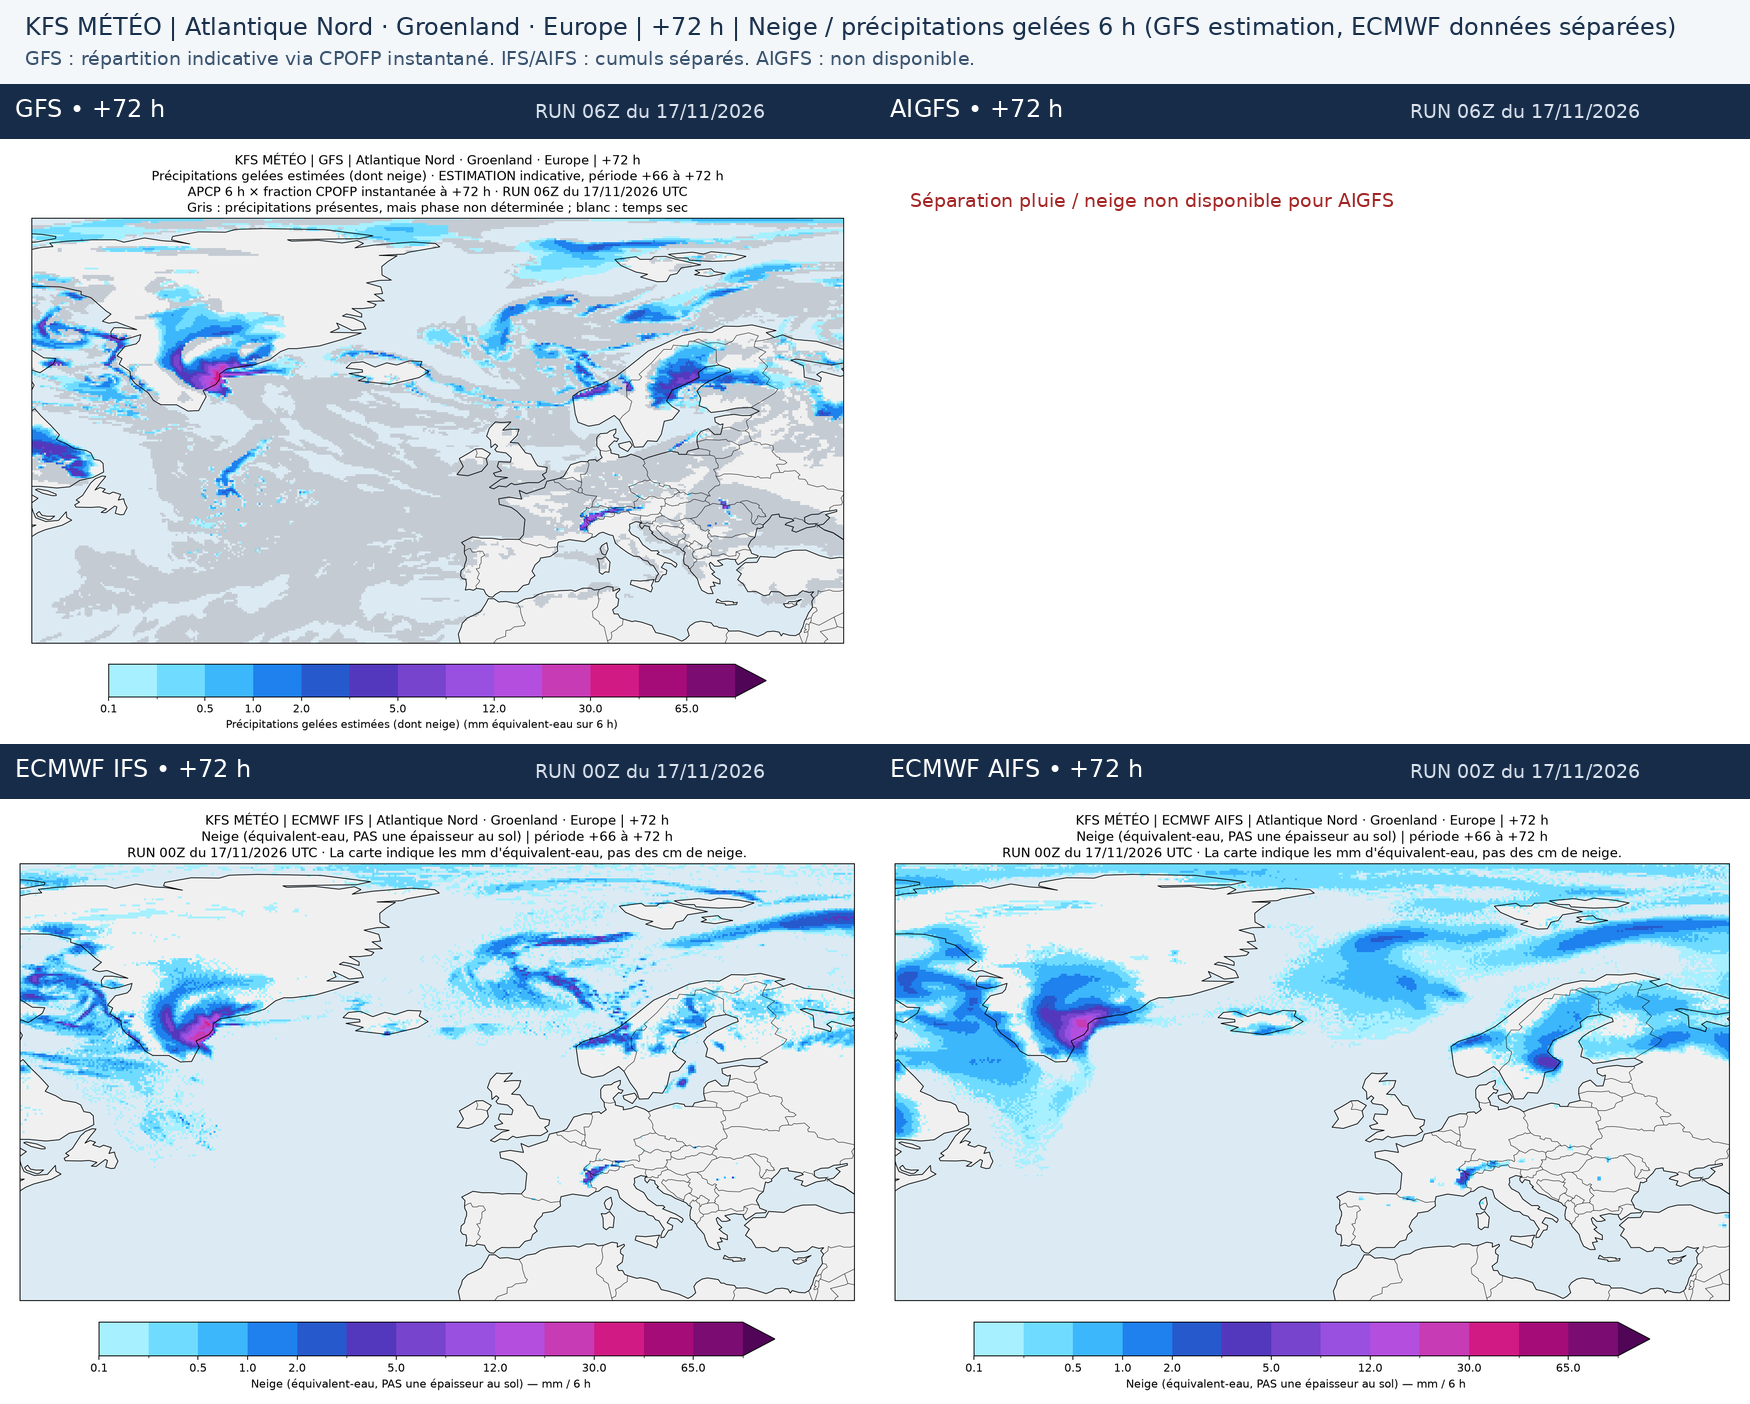 KFS MÉTÉO | Atlantique Nord · Groenland · Europe | +72 h | Neige / précipitations gelées 6 h (GFS estimation, ECMWF données séparées)
GFS : répartition indicative via CPOFP instantané. IFS/AIFS : cumuls séparés. AIGFS : non disponible.
GFS • +72 h
RUN 06Z du 17/11/2026
AIGFS • +72 h
RUN 06Z du 17/11/2026
KFS MÉTÉO | GFS | Atlantique Nord · Groenland · Europe | +72 h
Précipitations gelées estimées (dont neige) · ESTIMATION indicative, période +66 à +72 h
APCP 6 h × fraction CPOFP instantanée à +72 h · RUN 06Z du 17/11/2026 UTC
Gris : précipitations présentes, mais phase non déterminée ; blanc : temps sec
Séparation pluie / neige non disponible pour AIGFS
0.1 0.5 1.0 2.0 5.0 12.0 30.0 65.0
Précipitations gelées estimées (dont neige) (mm équivalent-eau sur 6 h)
ECMWF IFS • +72 h
RUN 00Z du 17/11/2026
ECMWF AIFS • +72 h
RUN 00Z du 17/11/2026
KFS MÉTÉO | ECMWF IFS | Atlantique Nord · Groenland · Europe | +72 h
Neige (équivalent-eau, PAS une épaisseur au sol) | période +66 à +72 h
RUN 00Z du 17/11/2026 UTC · La carte indique les mm d'équivalent-eau, pas des cm de neige.
KFS MÉTÉO | ECMWF AIFS | Atlantique Nord · Groenland · Europe | +72 h
Neige (équivalent-eau, PAS une épaisseur au sol) | période +66 à +72 h
RUN 00Z du 17/11/2026 UTC · La carte indique les mm d'équivalent-eau, pas des cm de neige.
0.1 0.5 1.0 2.0 5.0 12.0 30.0 65.0
Neige (équivalent-eau, PAS une épaisseur au sol) — mm / 6 h
0.1 0.5 1.0 2.0 5.0 12.0 30.0 65.0
Neige (équivalent-eau, PAS une épaisseur au sol) — mm / 6 h